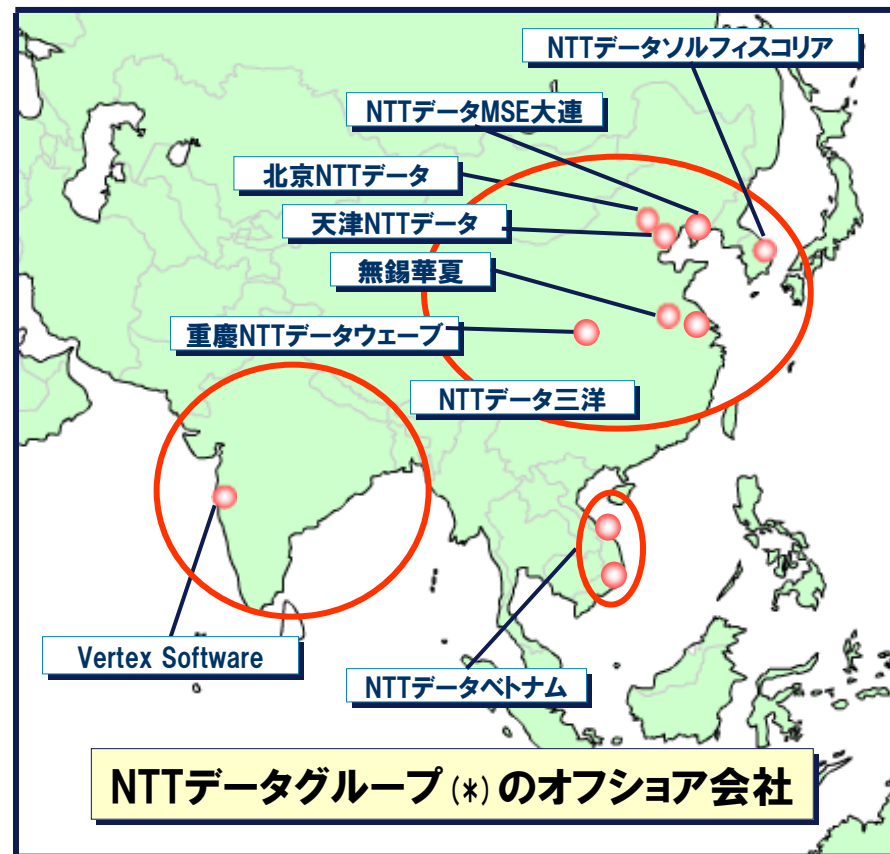 NTTデータソルフィスコリア
NTTデータMSE大連
北京NTTデータ
天津NTTデータ
無錫華夏
重慶NTTデータウェーブ
NTTデータ三洋
Vertex Software
NTTデータベトナム
NTTデータグループ(*)のオフショア会社